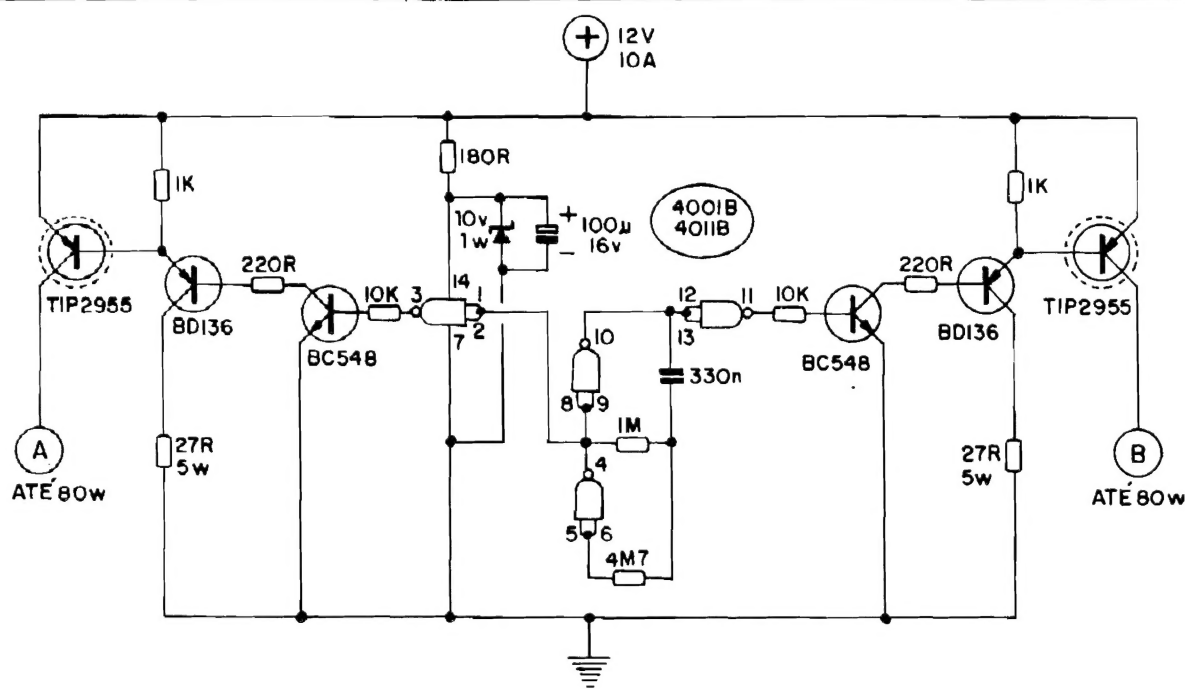 + 12V
10A
180R
1K
10V
1W
+
100µ
16V
-
4001B
4011B
1K
TIP2955
BD136
220R
BC548
10K
3
14
1
2
7
12
13
11
10K
220R
BD136
BC548
TIP2955
10
8 9
330n
1M
4
5 6
4M7
A
ATÉ 80W
27R
5W
27R
5W
B
ATÉ 80W